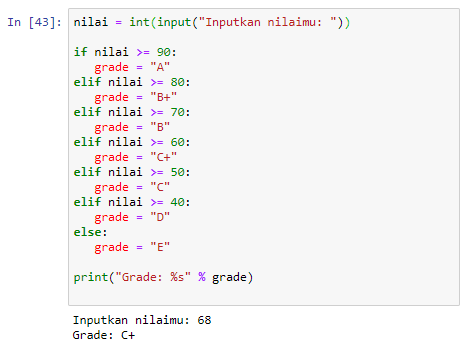 In [43]: nilai = int(input("Inputkan nilaimu: "))
if nilai >= 90:
grade = "A"
elif nilai >= 80:
grade = "B+"
elif nilai >= 70:
grade = "B"
elif nilai >= 60:
grade = "C+"
elif nilai >= 50:
grade = "C"
elif nilai >= 40:
grade = "D"
else:
grade = "E"
print("Grade: %s" % grade)
Inputkan nilaimu: 68
Grade: C+